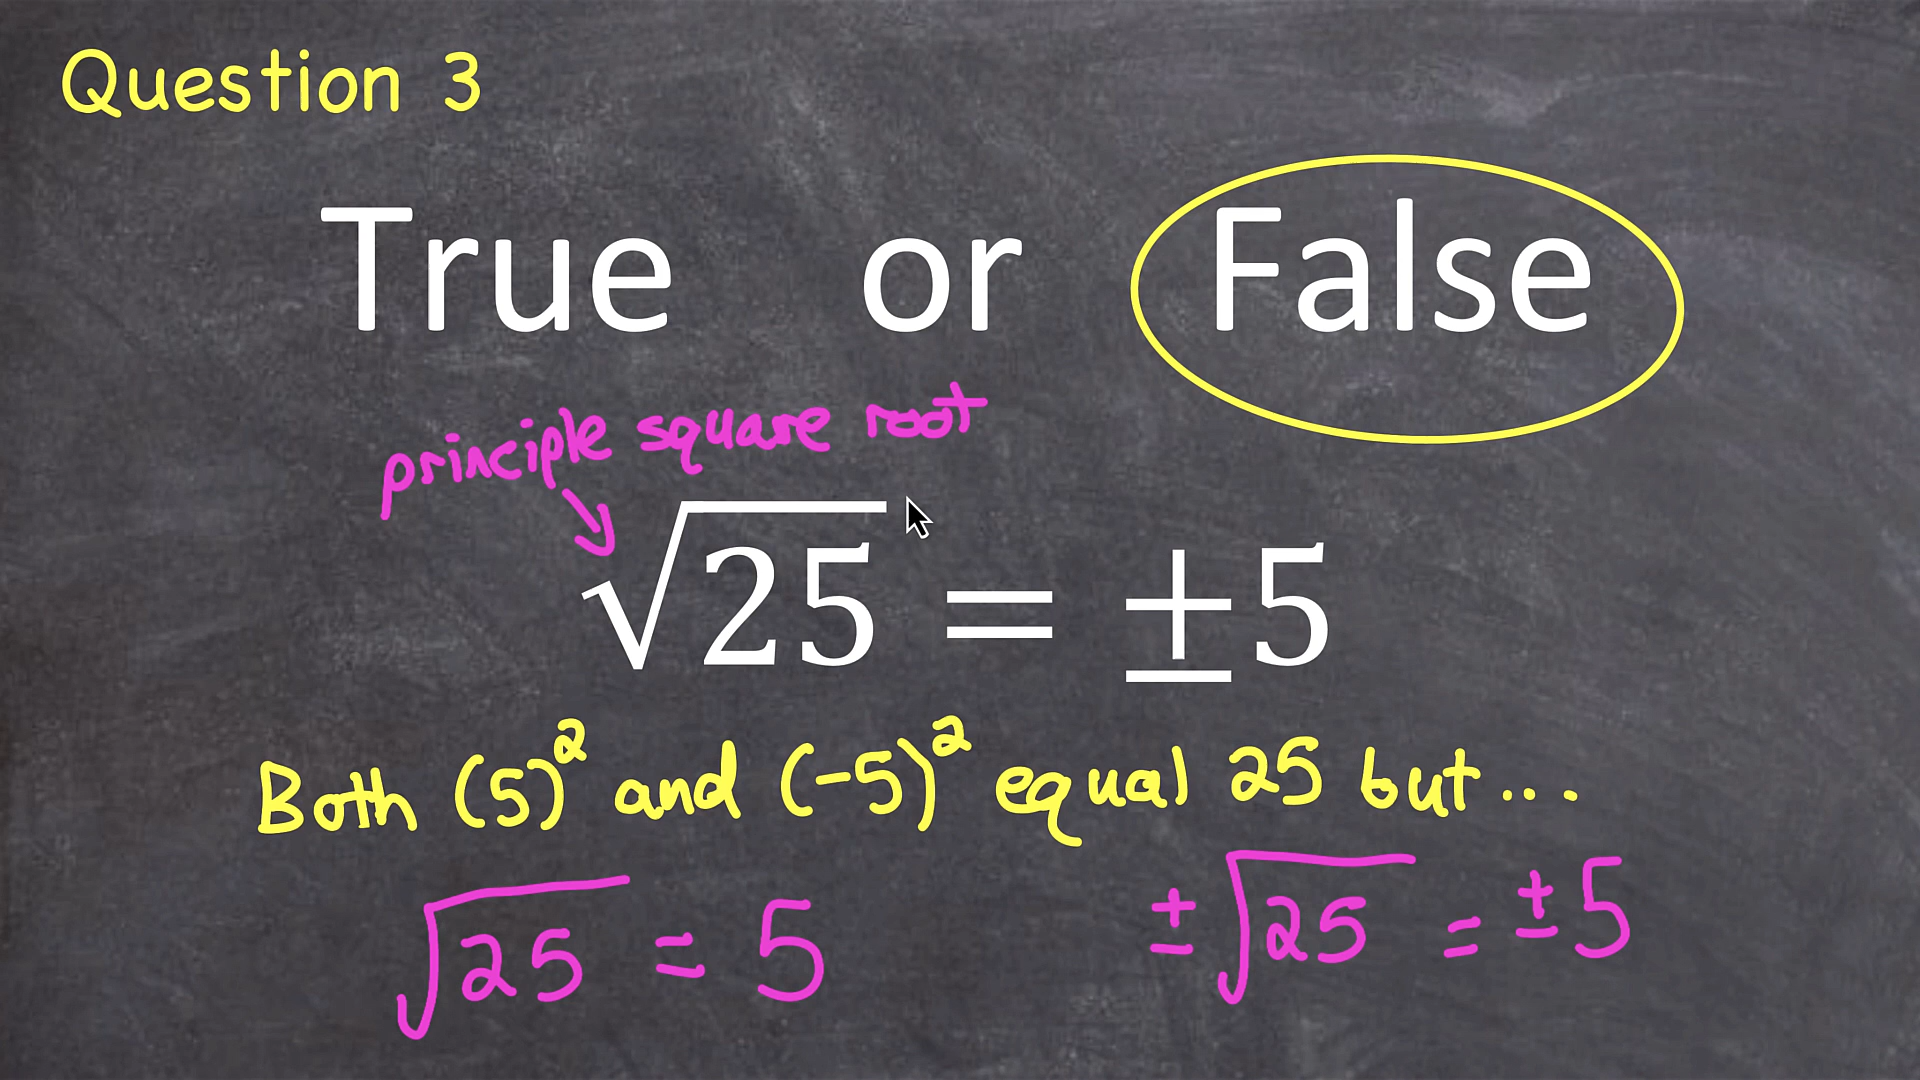 Question 3
True or False
principle square root
√25 = ±5
Both (5)² and (-5)² equal 25 but...
√25 = 5
±√25 = ±5